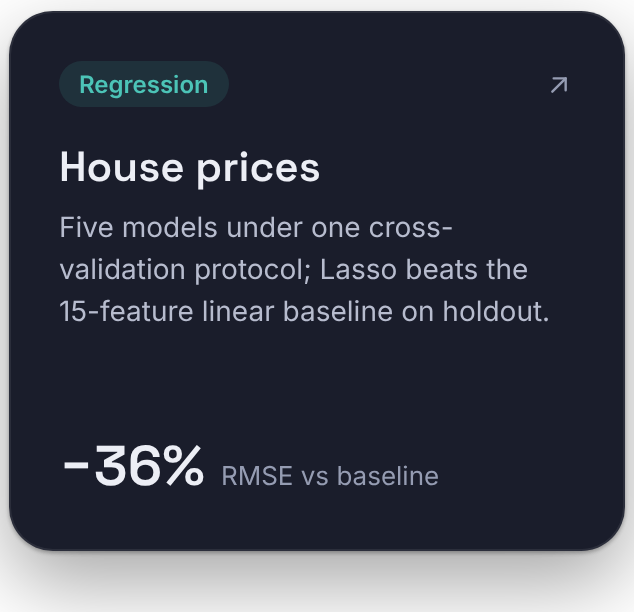 Regression
House prices
Five models under one cross-
validation protocol; Lasso beats the
15-feature linear baseline on holdout.
−36% RMSE vs baseline